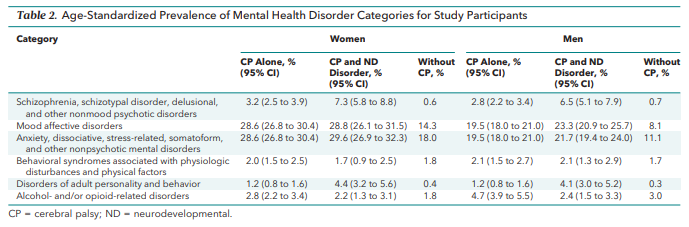 Table 2. Age-Standardized Prevalence of Mental Health Disorder Categories for Study Participants
Category Women Men
CP Alone, % (95% CI) CP and ND Disorder, % (95% CI) Without CP, % CP Alone, % (95% CI) CP and ND Disorder, % (95% CI) Without CP, %
Schizophrenia, schizotypal disorder, delusional, and other nonmood psychotic disorders 3.2 (2.5 to 3.9) 7.3 (5.8 to 8.8) 0.6 2.8 (2.2 to 3.4) 6.5 (5.1 to 7.9) 0.7
Mood affective disorders 28.6 (26.8 to 30.4) 28.8 (26.1 to 31.5) 14.3 19.5 (18.0 to 21.0) 23.3 (20.9 to 25.7) 8.1
Anxiety, dissociative, stress-related, somatoform, and other nonpsychotic mental disorders 28.6 (26.8 to 30.4) 29.6 (26.9 to 32.3) 18.0 19.5 (18.0 to 21.0) 21.7 (19.4 to 24.0) 11.1
Behavioral syndromes associated with physiologic disturbances and physical factors 2.0 (1.5 to 2.5) 1.7 (0.9 to 2.5) 1.8 2.1 (1.5 to 2.7) 2.1 (1.3 to 2.9) 1.7
Disorders of adult personality and behavior 1.2 (0.8 to 1.6) 4.4 (3.2 to 5.6) 0.4 1.2 (0.8 to 1.6) 4.1 (3.0 to 5.2) 0.3
Alcohol- and/or opioid-related disorders 2.8 (2.2 to 3.4) 2.2 (1.3 to 3.1) 1.8 4.7 (3.9 to 5.5) 2.4 (1.5 to 3.3) 3.0
CP = cerebral palsy; ND = neurodevelopmental.